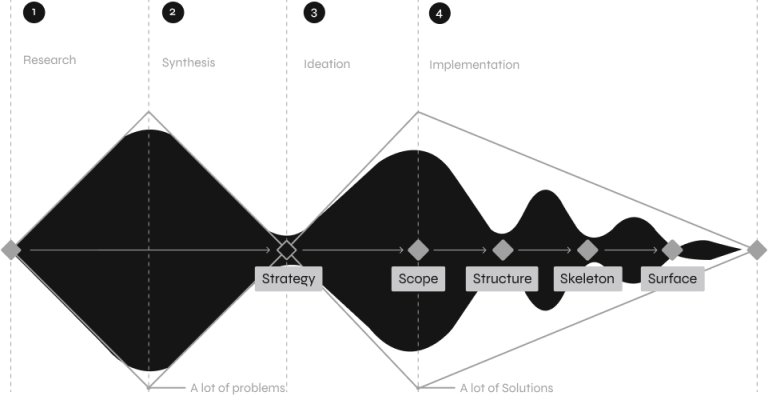 1
2
3
4
Research
Synthesis
Ideation
Implementation
Strategy
Scope
Structure
Skeleton
Surface
A lot of problems.
A lot of Solutions